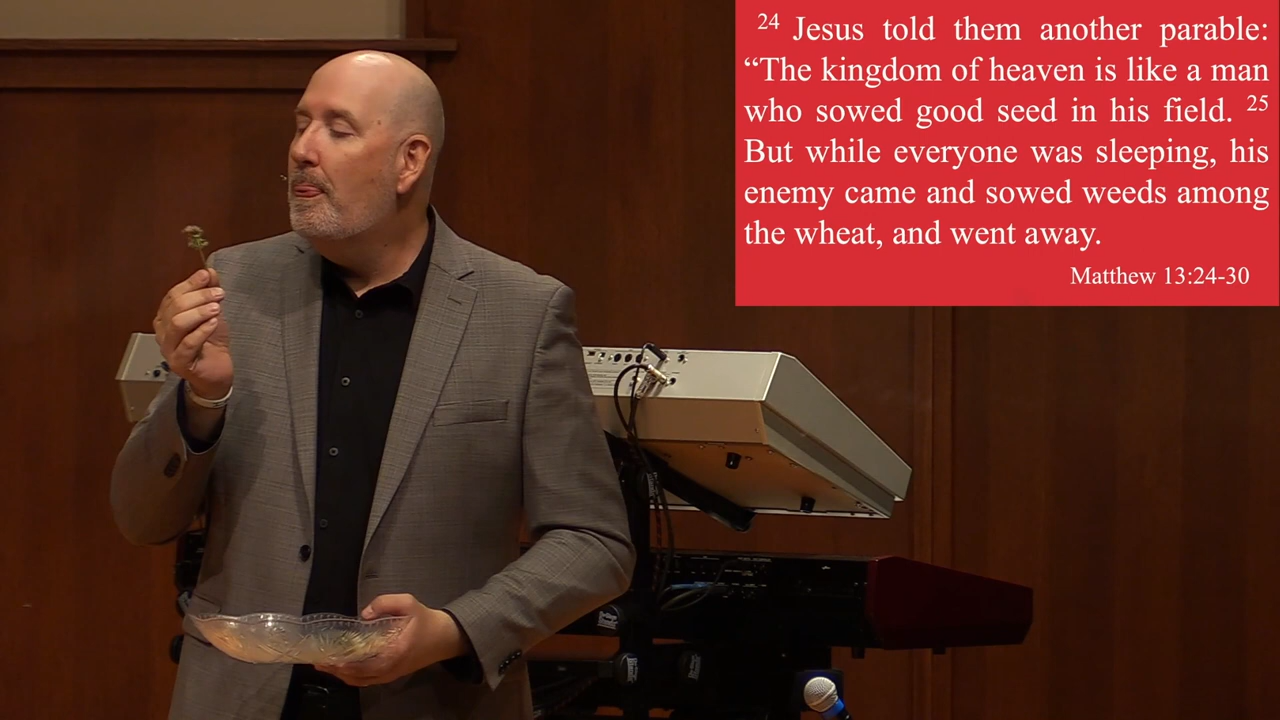 24 Jesus told them another parable:
“The kingdom of heaven is like a man
who sowed good seed in his field. 25
But while everyone was sleeping, his
enemy came and sowed weeds among
the wheat, and went away.
Matthew 13:24-30